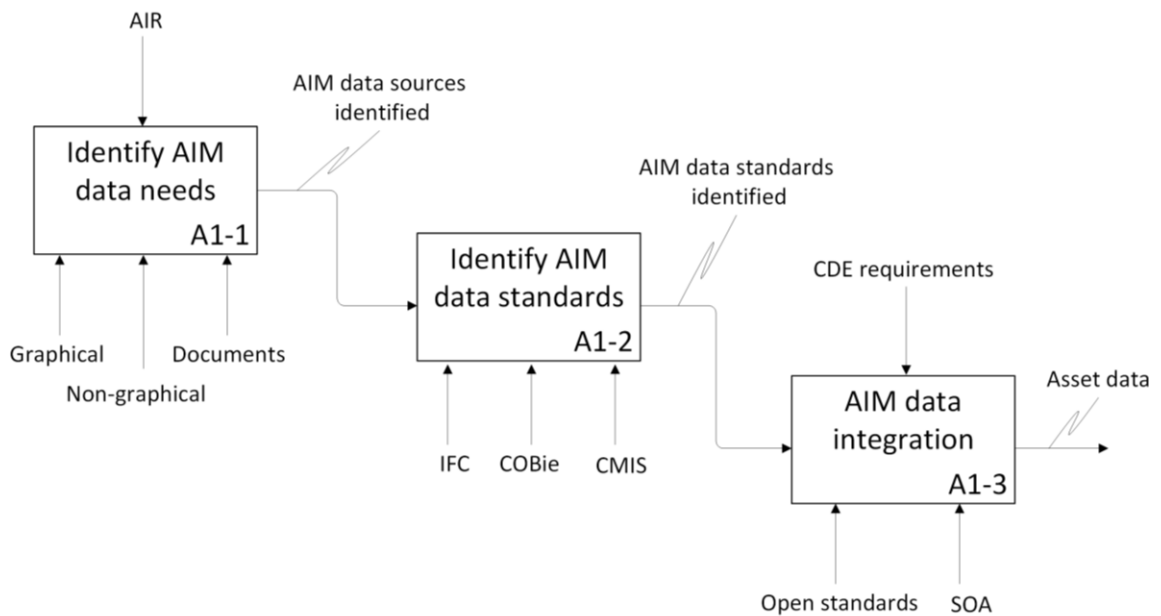 AIR
AIM data sources
identified
Identify AIM
data needs
A1-1
Graphical
Non-graphical
Documents
AIM data standards
identified
Identify AIM
data standards
A1-2
IFC
COBie
CMIS
CDE requirements
AIM data
integration
A1-3
Asset data
Open standards
SOA